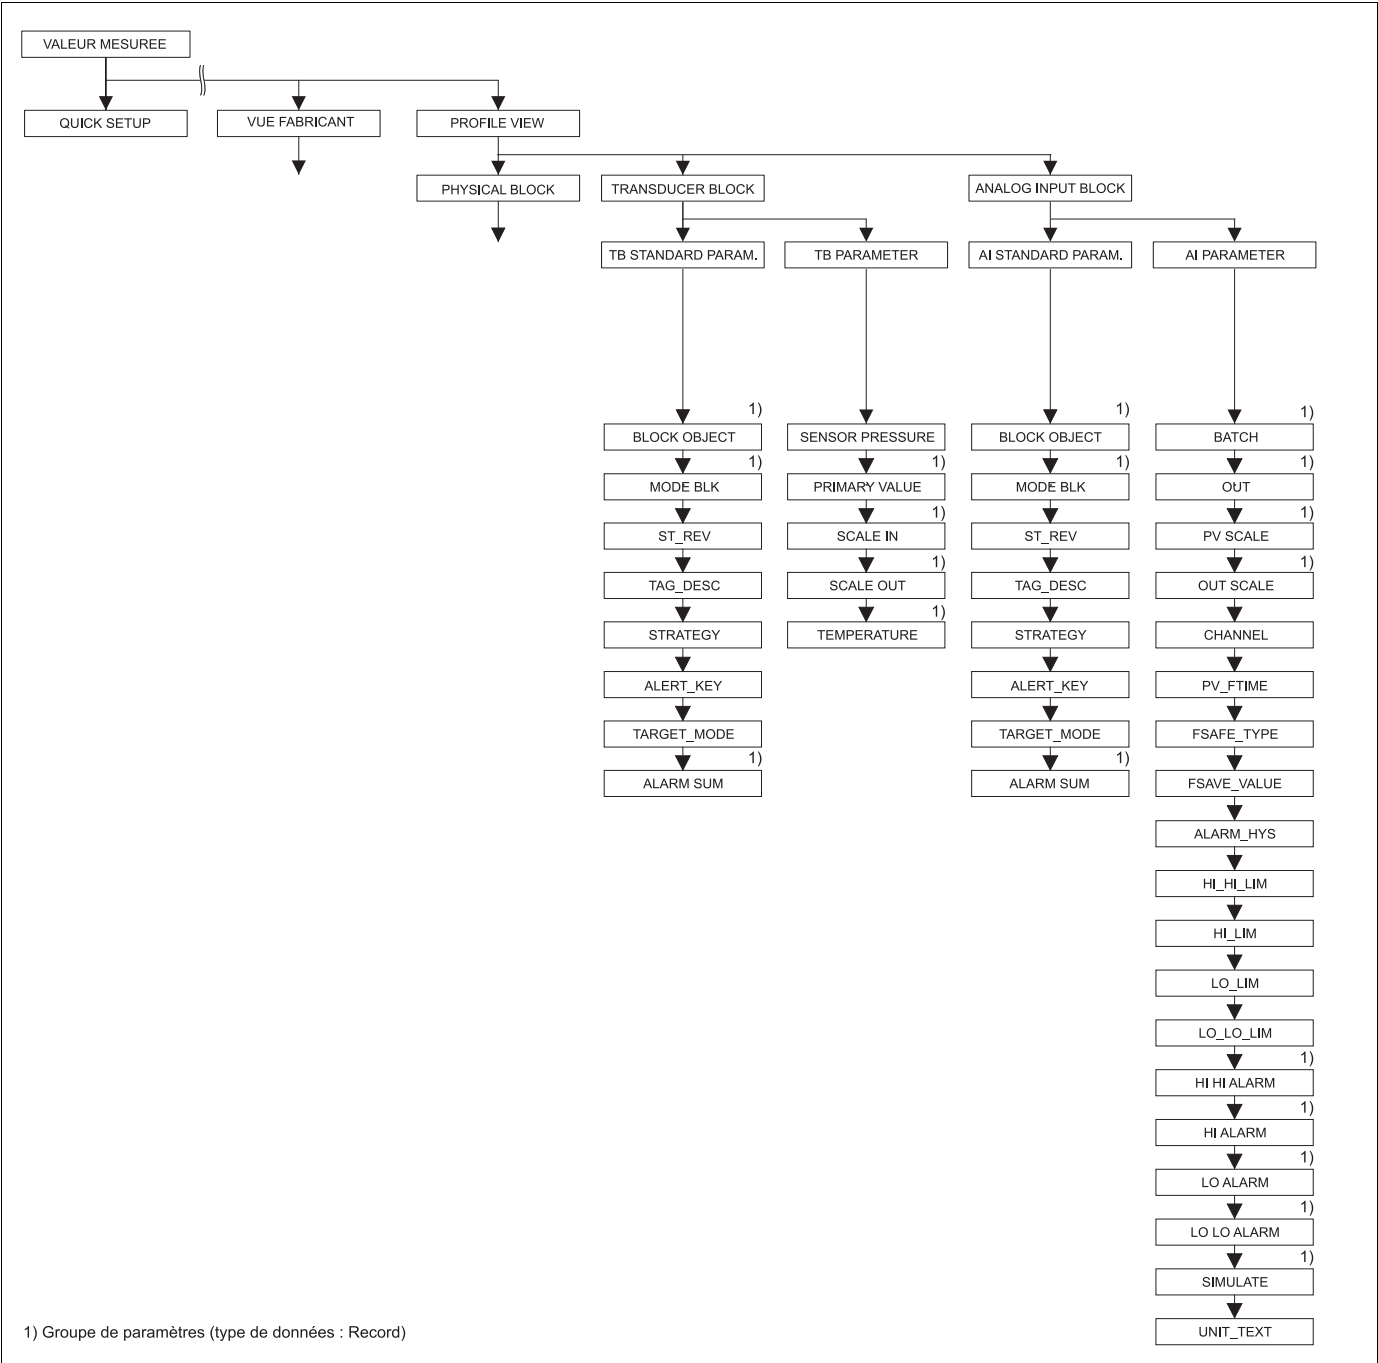 VALEUR MESUREE
QUICK SETUP VUE FABRICANT PROFILE VIEW
PHYSICAL BLOCK TRANSDUCER BLOCK ANALOG INPUT BLOCK
TB STANDARD PARAM. TB PARAMETER AI STANDARD PARAM. AI PARAMETER
1) 1) 1)
BLOCK OBJECT SENSOR PRESSURE BLOCK OBJECT BATCH
1) 1) 1) 1)
MODE BLK PRIMARY VALUE MODE BLK OUT
1) 1)
ST_REV SCALE IN ST_REV PV SCALE
1) 1)
TAG_DESC SCALE OUT TAG_DESC OUT SCALE
1)
STRATEGY TEMPERATURE STRATEGY CHANNEL
ALERT_KEY ALERT_KEY PV_FTIME
TARGET_MODE TARGET_MODE FSAFE_TYPE
1) 1)
ALARM SUM ALARM SUM FSAVE_VALUE
ALARM_HYS
HI_HI_LIM
HI_LIM
LO_LIM
LO_LO_LIM
1)
HI HI ALARM
1)
HI ALARM
1)
LO ALARM
1)
LO LO ALARM
1)
SIMULATE
UNIT_TEXT
1) Groupe de paramètres (type de données : Record)